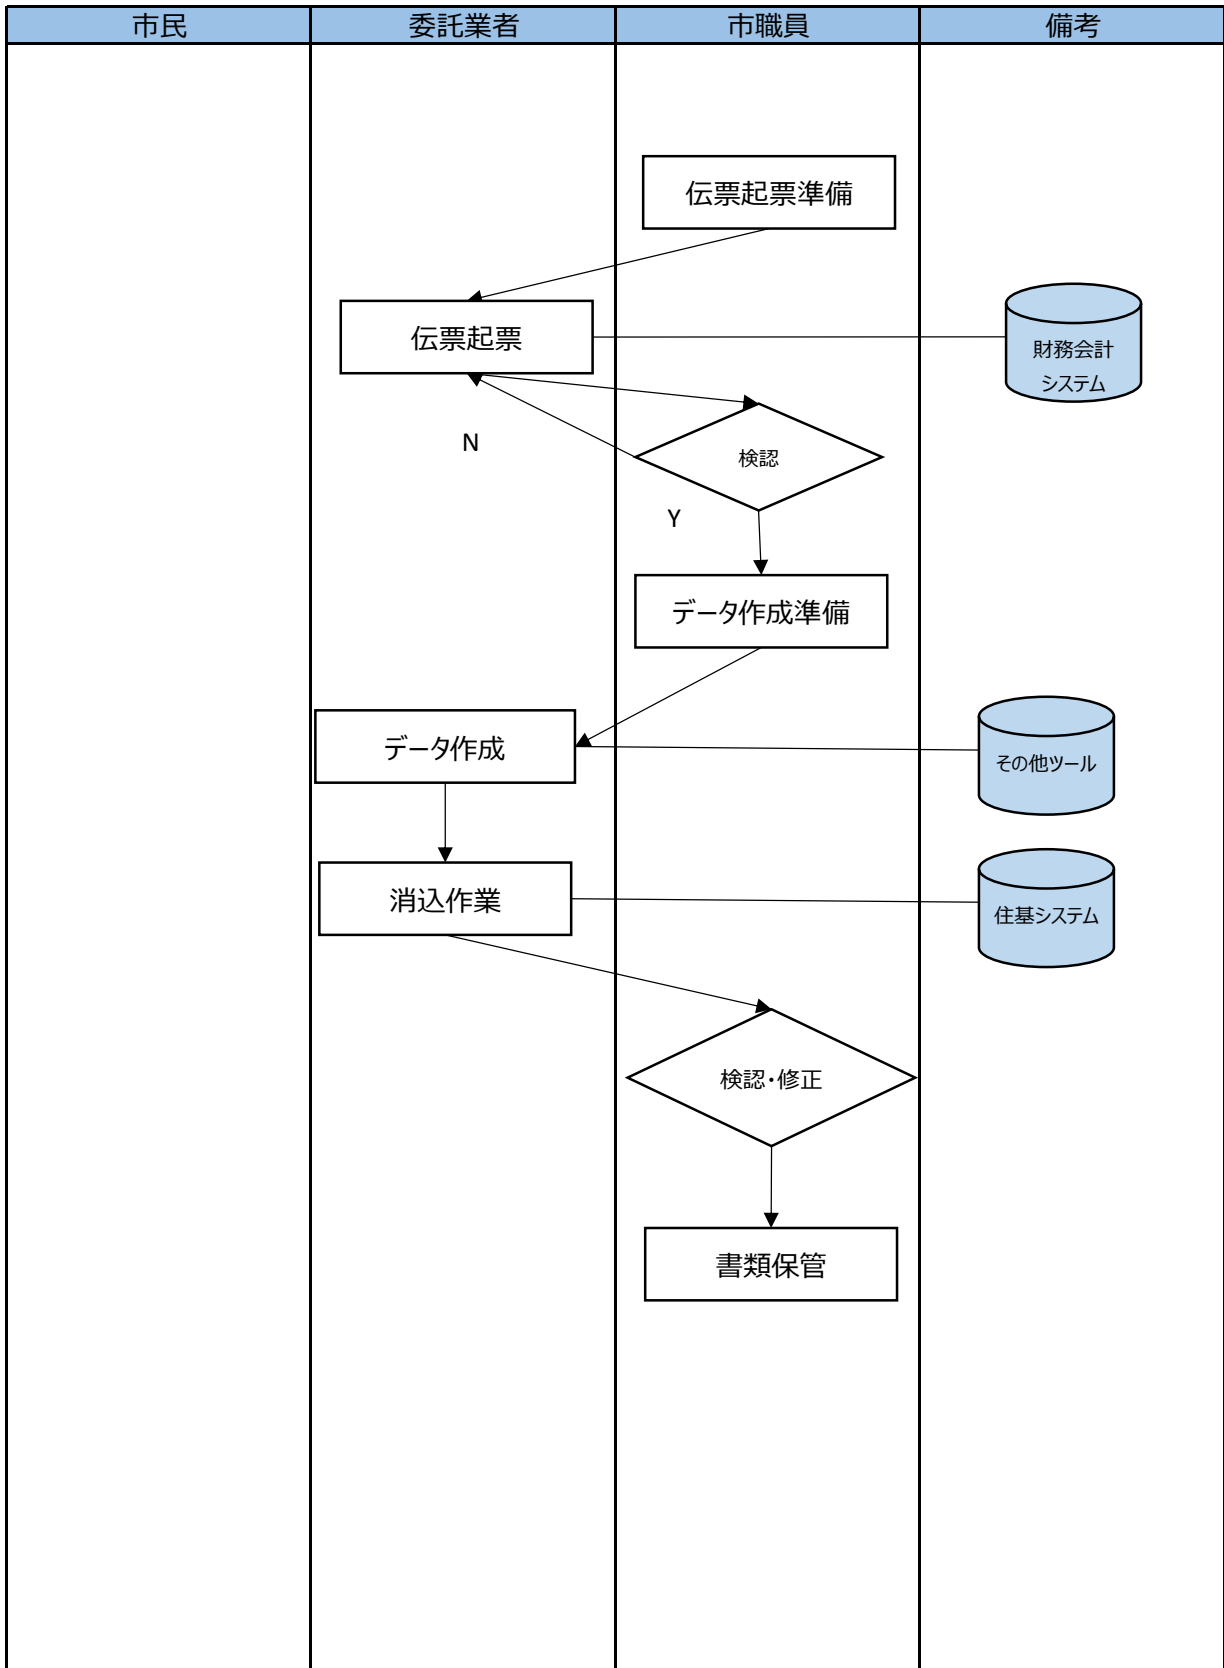 市民
委託業者
市職員
備考
伝票起票準備
伝票起票
財務会計
システム
N
検認
Y
データ作成準備
データ作成
その他ツール
消込作業
住基システム
検認・修正
書類保管